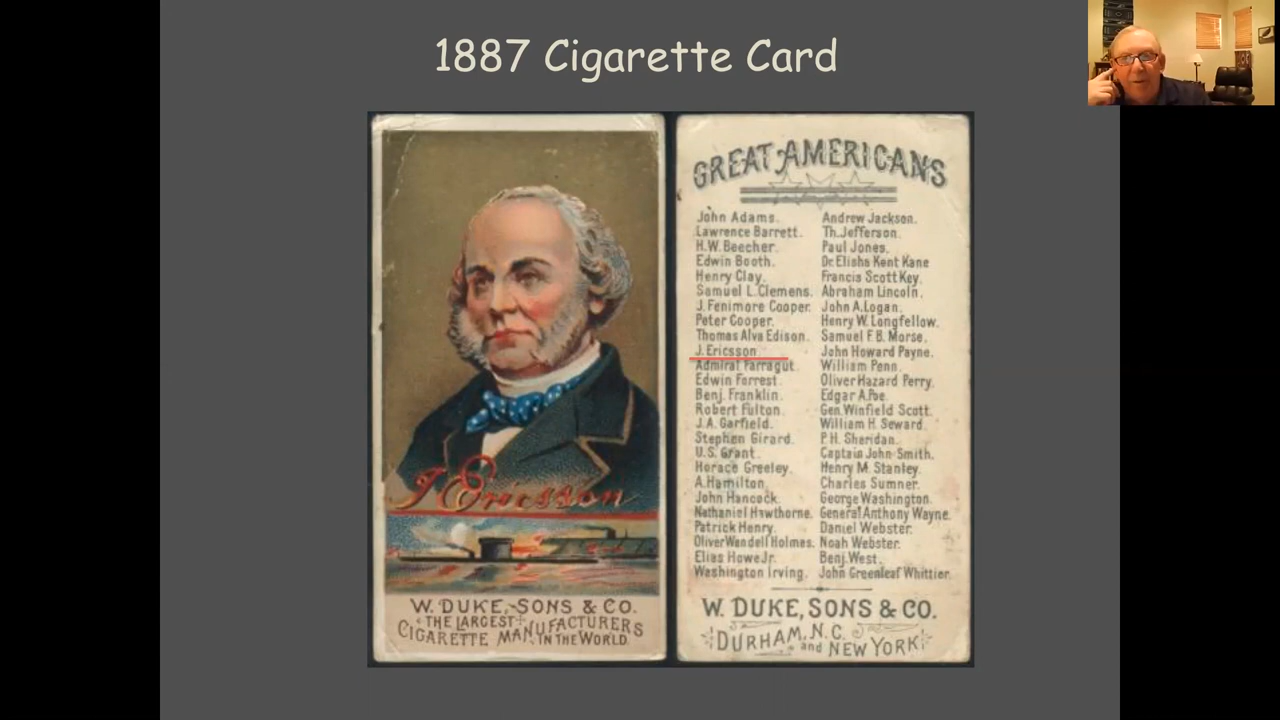 1887 Cigarette Card
J Ericsson
W. DUKE, SONS & CO.
THE LARGEST
CIGARETTE MANUFACTURERS
IN THE WORLD.
GREAT AMERICANS
John Adams.
Lawrence Barrett.
H.W. Beecher.
Edwin Booth.
Henry Clay.
Samuel L. Clemens.
J. Fenimore Cooper.
Peter Cooper.
Thomas Alva Edison.
J. Ericsson
Admiral Farragut.
Edwin Forrest.
Benj. Franklin.
Robert Fulton.
J.A. Garfield.
Stephen Girard.
U.S. Grant.
Horace Greeley.
A. Hamilton.
John Hancock.
Nathaniel Hawthorne.
Patrick Henry.
Oliver Wendell Holmes.
Elias Howe Jr.
Washington Irving.
Andrew Jackson.
Th. Jefferson.
Paul Jones.
Dr. Elisha Kent Kane
Francis Scott Key.
Abraham Lincoln.
John A. Logan.
Henry W. Longfellow.
Samuel F.B. Morse.
John Howard Payne.
William Penn.
Oliver Hazard Perry.
Edgar A. Poe.
Gen. Winfield Scott.
William H. Seward.
P.H. Sheridan.
Captain John Smith.
Henry M. Stanley.
Charles Sumner.
George Washington.
General Anthony Wayne.
Daniel Webster.
Noah Webster.
Benj. West.
John Greenleaf Whittier.
W. DUKE, SONS & CO.
DURHAM, N.C.
and NEW YORK